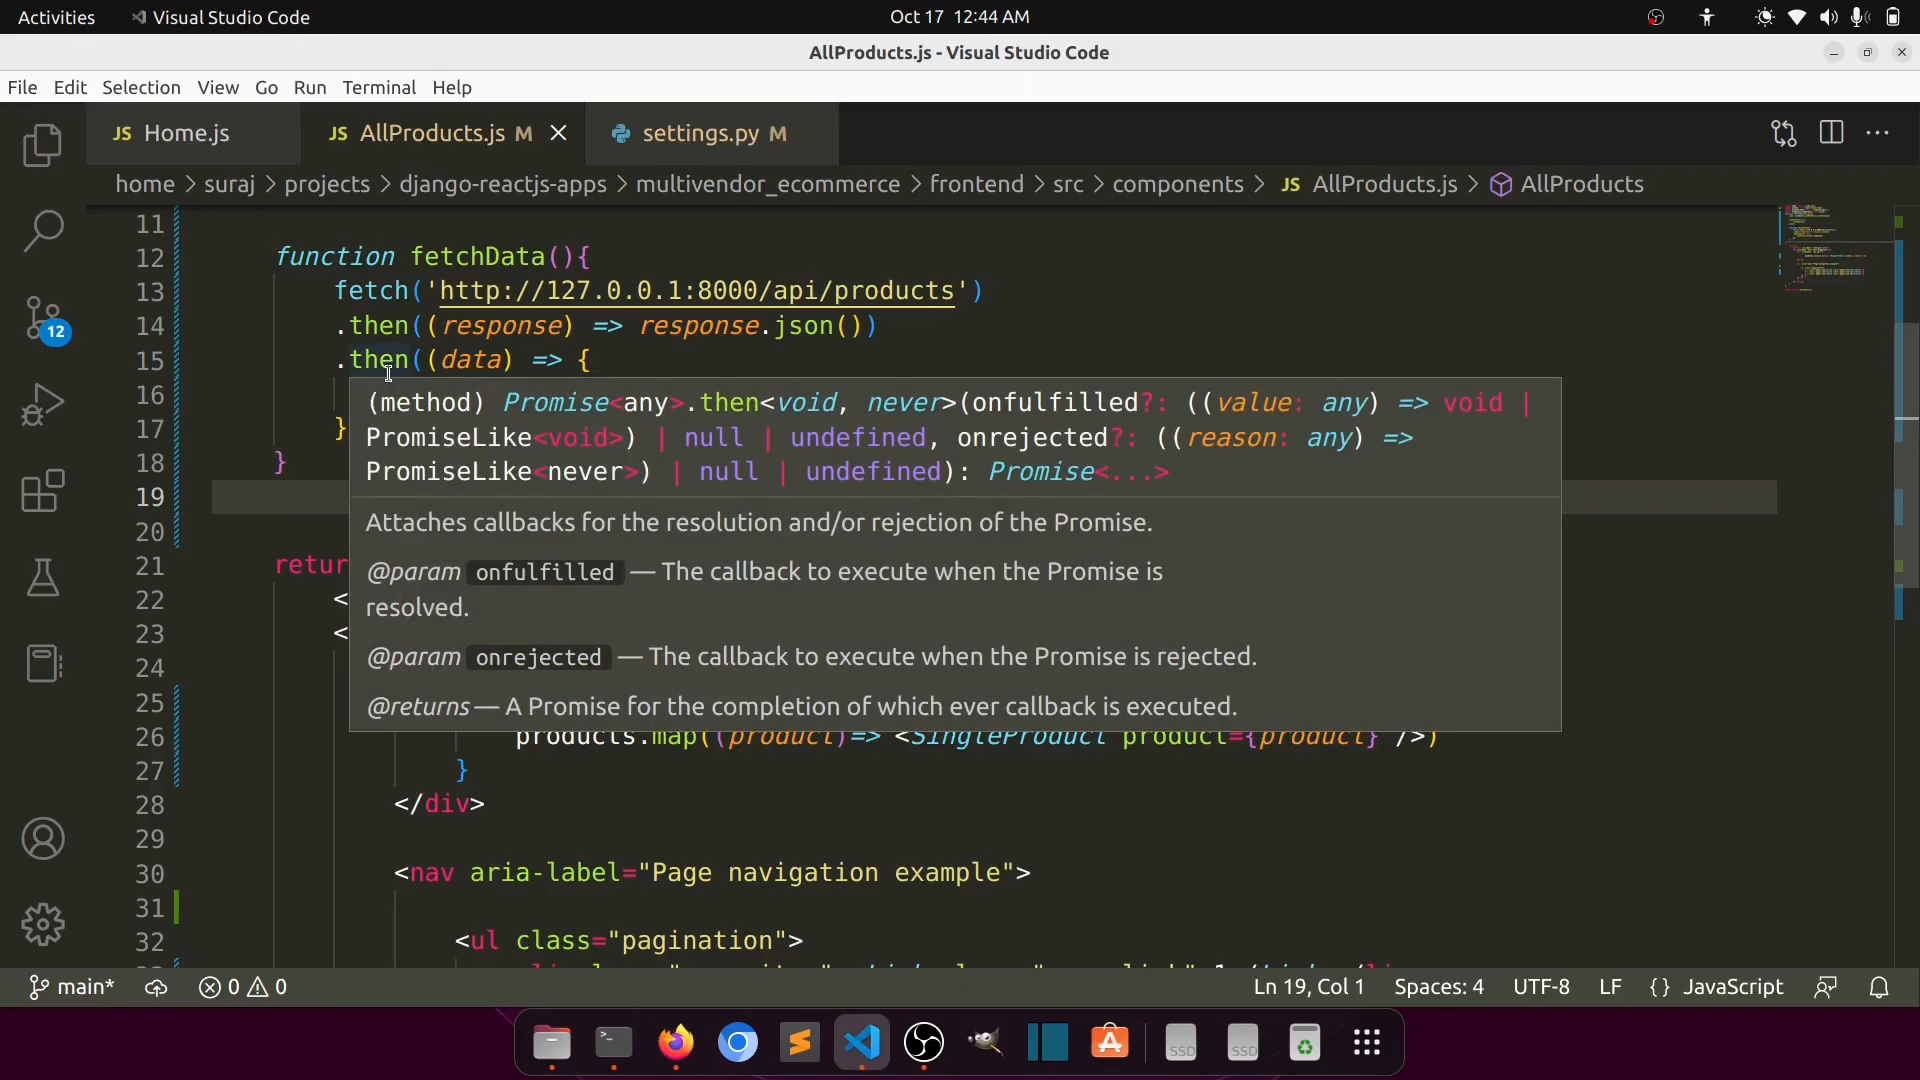 Activities Visual Studio Code Oct 17 12:44 AM
AllProducts.js - Visual Studio Code
File Edit Selection View Go Run Terminal Help
JS Home.js JS AllProducts.js M settings.py M
home > suraj > projects > django-reactjs-apps > multivendor_ecommerce > frontend > src > components > JS AllProducts.js > AllProducts
11
12 function fetchData(){
13 fetch('http://127.0.0.1:8000/api/products')
14 .then((response) => response.json())
15 .then((data) => {
16
17 }
18 }
19
20
21 retur
22 <
23 <
24
25
26 products.map((product)=> <SingleProduct product={product} />)
27 }
28 </div>
29
30 <nav aria-label="Page navigation example">
31
32 <ul class="pagination">
(method) Promise<any>.then<void, never>(onfulfilled?: ((value: any) => void |
PromiseLike<void>) | null | undefined, onrejected?: ((reason: any) =>
PromiseLike<never>) | null | undefined): Promise<...>
Attaches callbacks for the resolution and/or rejection of the Promise.
@param onfulfilled — The callback to execute when the Promise is
resolved.
@param onrejected — The callback to execute when the Promise is rejected.
@returns — A Promise for the completion of which ever callback is executed.
12
main* 0 0 Ln 19, Col 1 Spaces: 4 UTF-8 LF {} JavaScript
SSD SSD